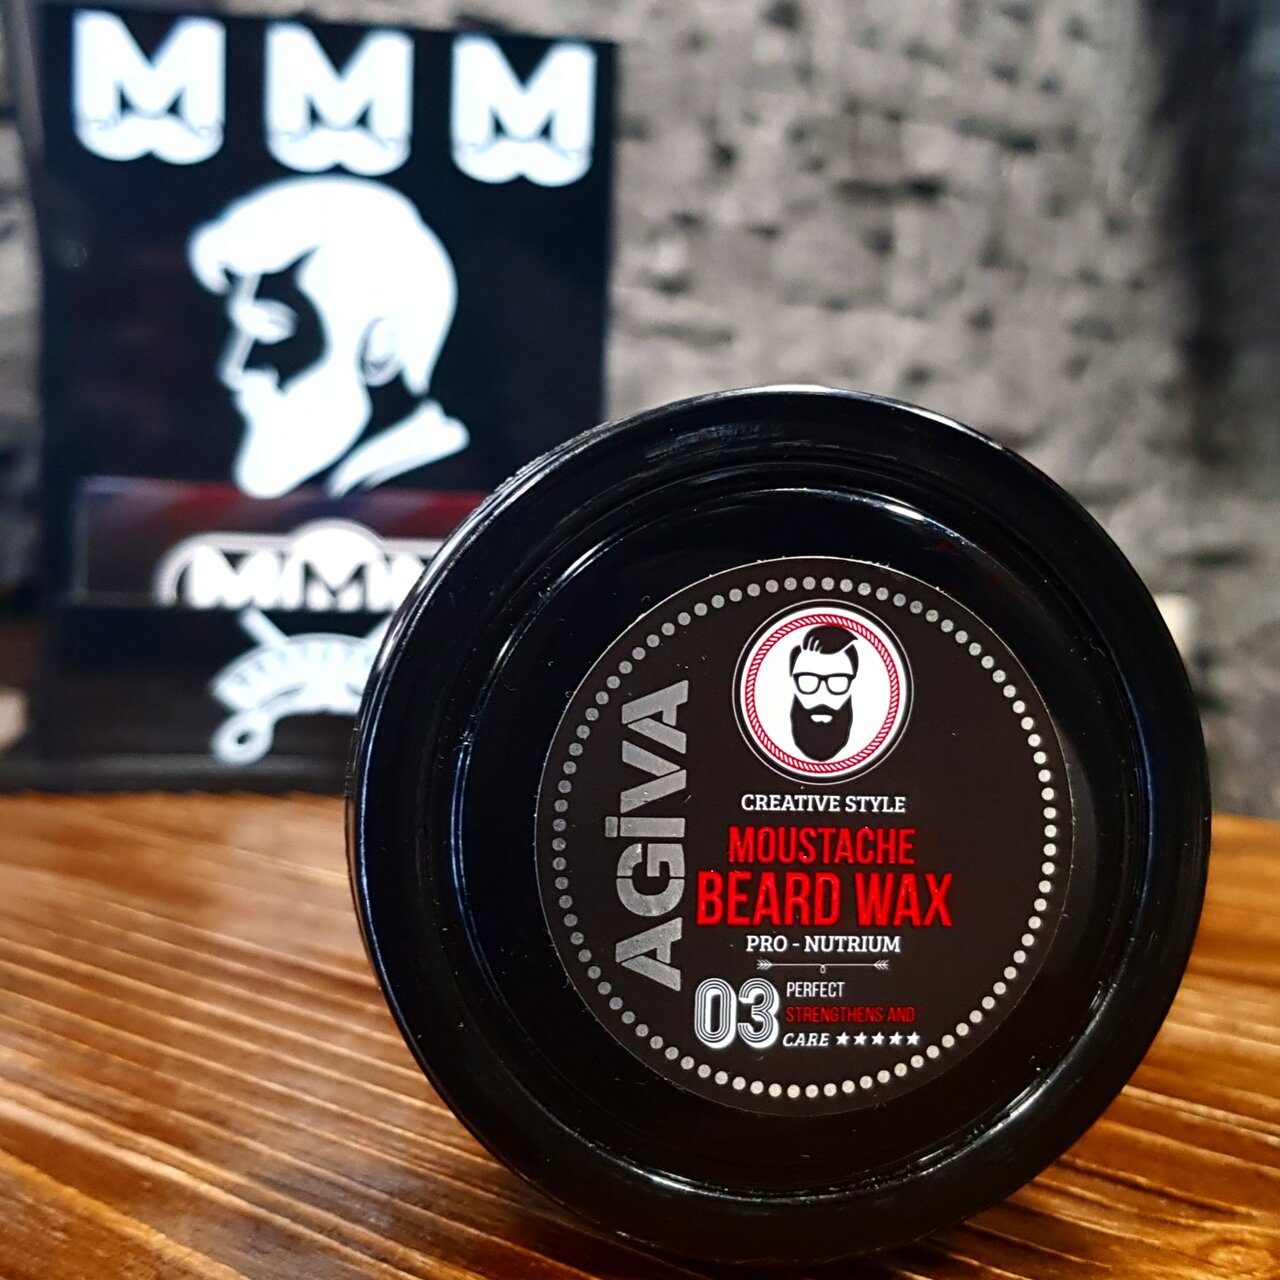 M M M
MMM
AGİVA
CREATIVE STYLE
MOUSTACHE
BEARD WAX
PRO - NUTRIUM
03
PERFECT
STRENGTHENS AND
CARE